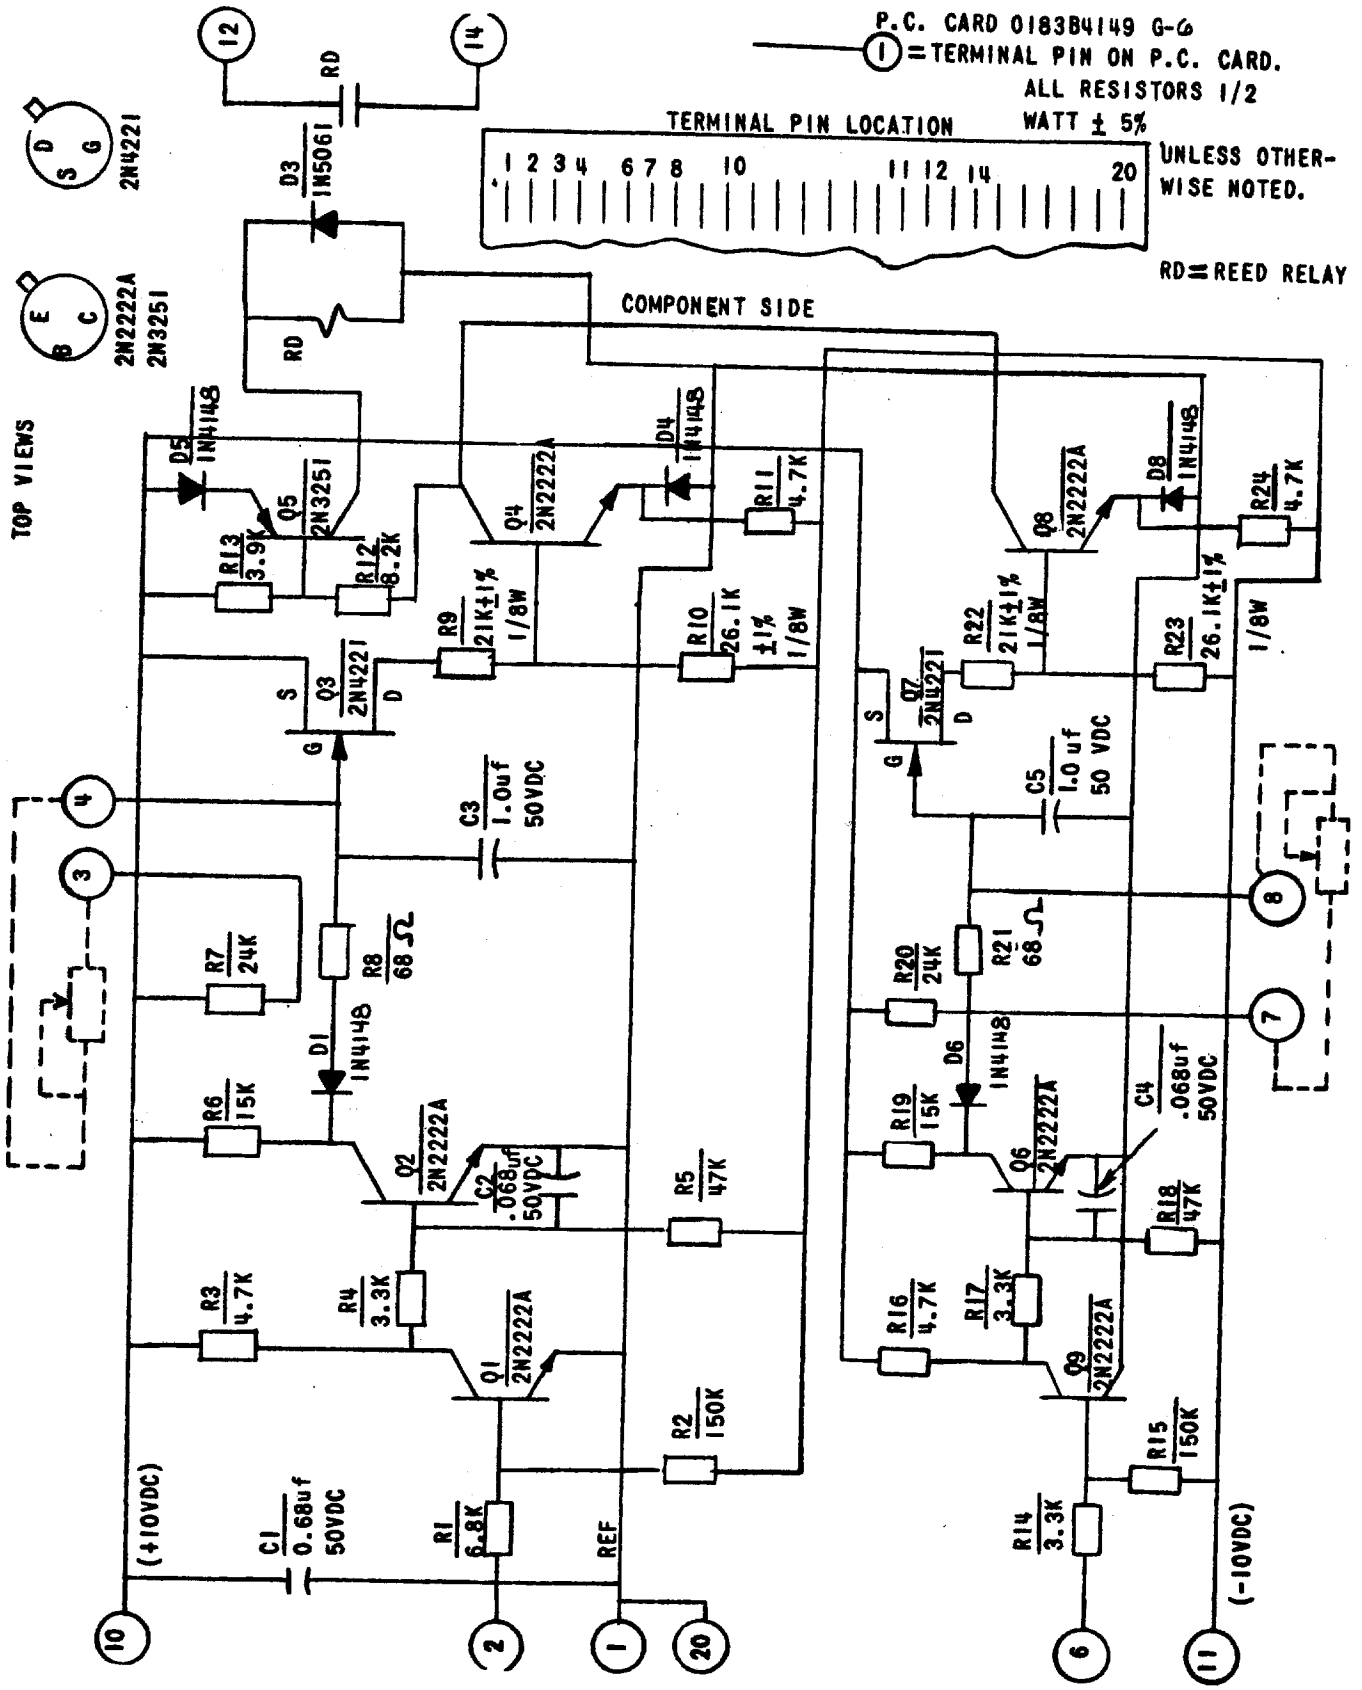 P.C. CARD 0183B4149 G-6
1 = TERMINAL PIN ON P.C. CARD.
ALL RESISTORS 1/2
WATT ± 5%
UNLESS OTHER-
WISE NOTED.
TERMINAL PIN LOCATION
1 2 3 4 6 7 8 10 11 12 14 20
RD≡REED RELAY
COMPONENT SIDE
TOP VIEWS
B E C
2N2222A
2N3251
S D G
2N4221
12
RD
14
D3
1N5061
RD
D5
1N4148
Q5
2N3251
R13
3.9K
R12
8.2K
Q4
2N2222A
D4
1N4148
R11
4.7K
R9
21K±1%
1/8W
R10
26.1K
±1%
1/8W
S
Q3
2N4221
D
G
4
3
C3
1.0uf
50VDC
R7
24K
R8
68 Ω
D1
1N4148
R6
15K
Q2
2N2222A
C2
.068uf
50VDC
R5
47K
R3
4.7K
R4
3.3K
Q1
2N2222A
R2
150K
(+10VDC)
C1
0.68uf
50VDC
R1
6.8K
REF
10
2
1
20
Q8
2N2222A
D8
1N4148
R24
4.7K
R22
21K±1%
1/8W
R23
26.1K±1%
1/8W
S
Q7
2N4221
D
G
C5
1.0 uf
50 VDC
8
7
R20
24K
R21
68 Ω
D6
1N4148
R19
15K
Q6
2N2222A
C4
.068uf
50VDC
R18
47K
R16
4.7K
R17
3.3K
Q9
2N2222A
R15
150K
R14
3.3K
(-10VDC)
6
11